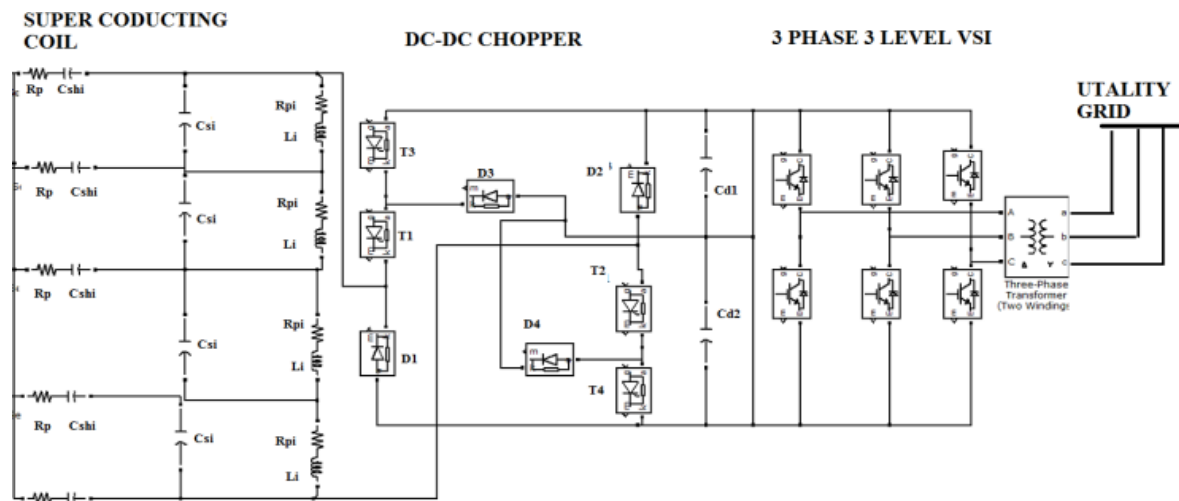 SUPER CODUCTING
COIL
DC-DC CHOPPER
3 PHASE 3 LEVEL VSI
UTALITY
GRID
Rp
Cshi
Csi
Rpi
Li
T3
D3
D2
Cd1
Rp
Cshi
Csi
Rpi
Li
T1
T2
A
B
C
a
b
c
Three-Phase
Transformer
(Two Windings
Rp
Cshi
Csi
Rpi
Li
D1
D4
T4
Cd2
Rp
Cshi
Csi
Rpi
Li